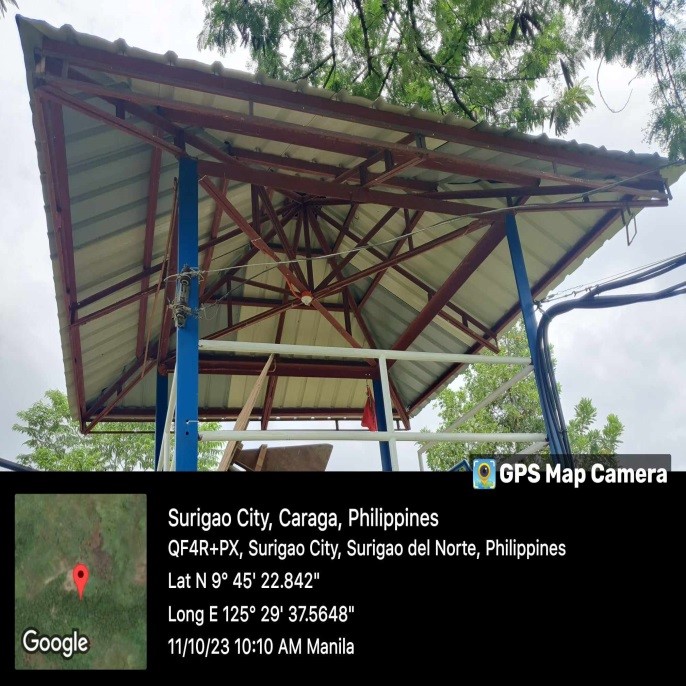 GPS Map Camera
Surigao City, Caraga, Philippines
QF4R+PX, Surigao City, Surigao del Norte, Philippines
Lat N 9° 45' 22.842"
Long E 125° 29' 37.5648"
11/10/23 10:10 AM Manila
Google